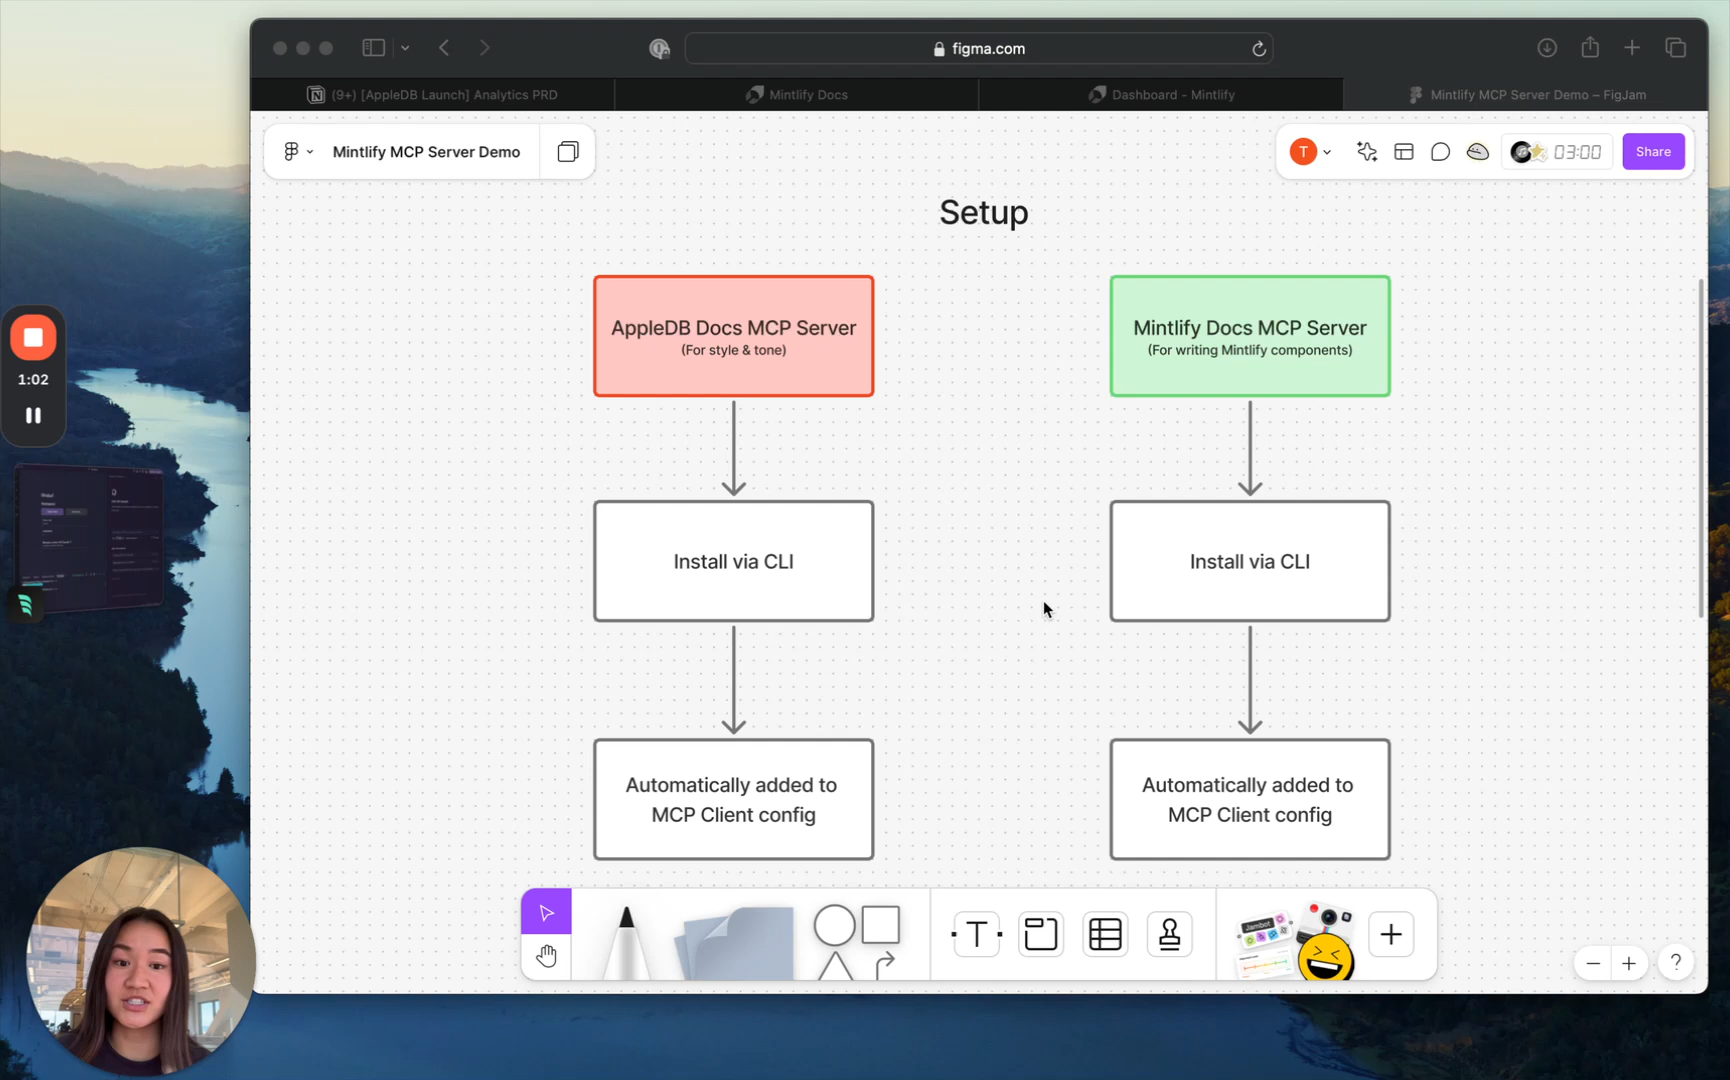 figma.com
(9+) [AppleDB Launch] Analytics PRD
Mintlify Docs
Dashboard - Mintlify
Mintlify MCP Server Demo – FigJam
Mintlify MCP Server Demo
T
03:00
Share
Setup
AppleDB Docs MCP Server
(For style & tone)
Mintlify Docs MCP Server
(For writing Mintlify components)
1:02
Install via CLI
Install via CLI
Automatically added to
MCP Client config
Automatically added to
MCP Client config
T
Jambot
?